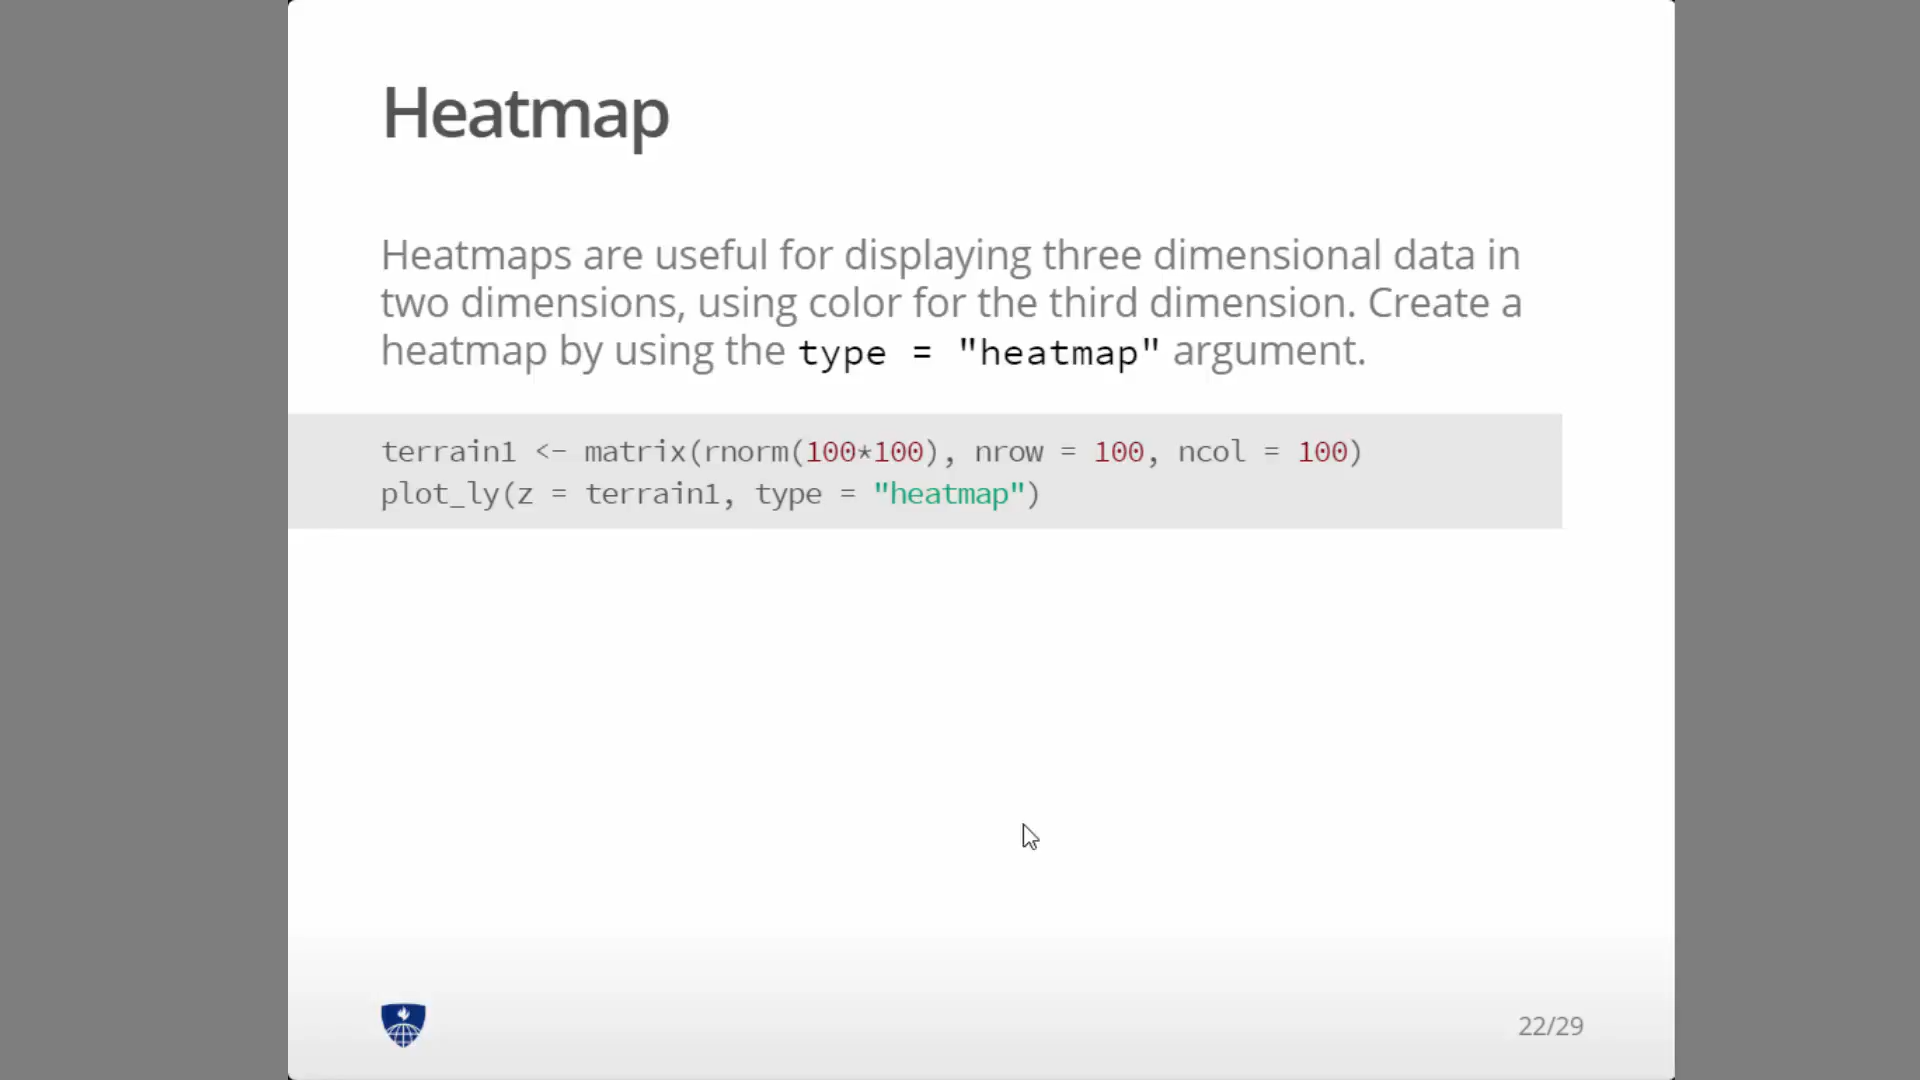 Heatmap
Heatmaps are useful for displaying three dimensional data in
two dimensions, using color for the third dimension. Create a
heatmap by using the type = "heatmap" argument.
terrain1 <- matrix(rnorm(100*100), nrow = 100, ncol = 100)
plot_ly(z = terrain1, type = "heatmap")
22/29